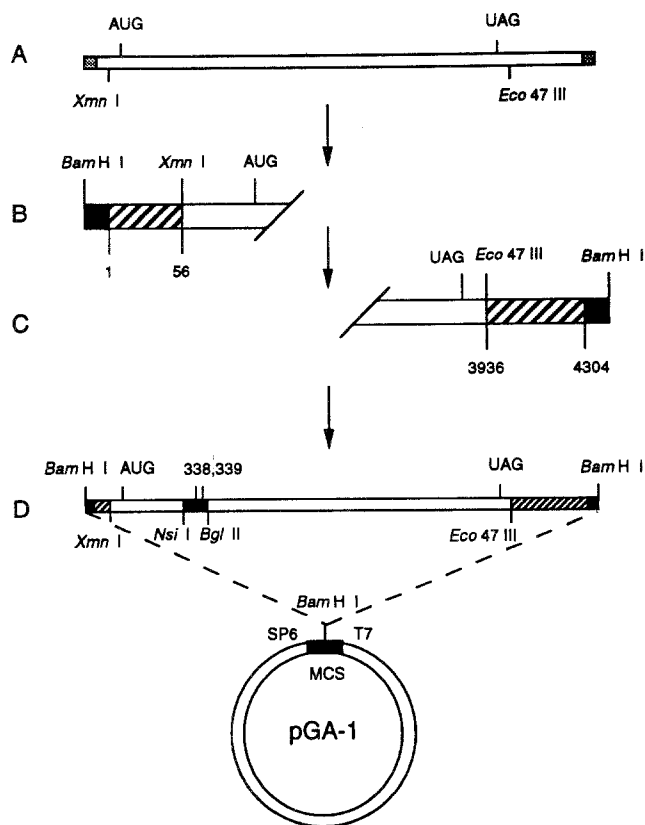 AUG UAG
A
Xmn I Eco 47 III
Bam H I Xmn I AUG
B
1 56
UAG Eco 47 III Bam H I
C
3936 4304
Bam H I AUG 338,339 UAG Bam H I
D
Xmn I Nsi I Bgl II Eco 47 III
Bam H I
SP6 T7
MCS
pGA-1